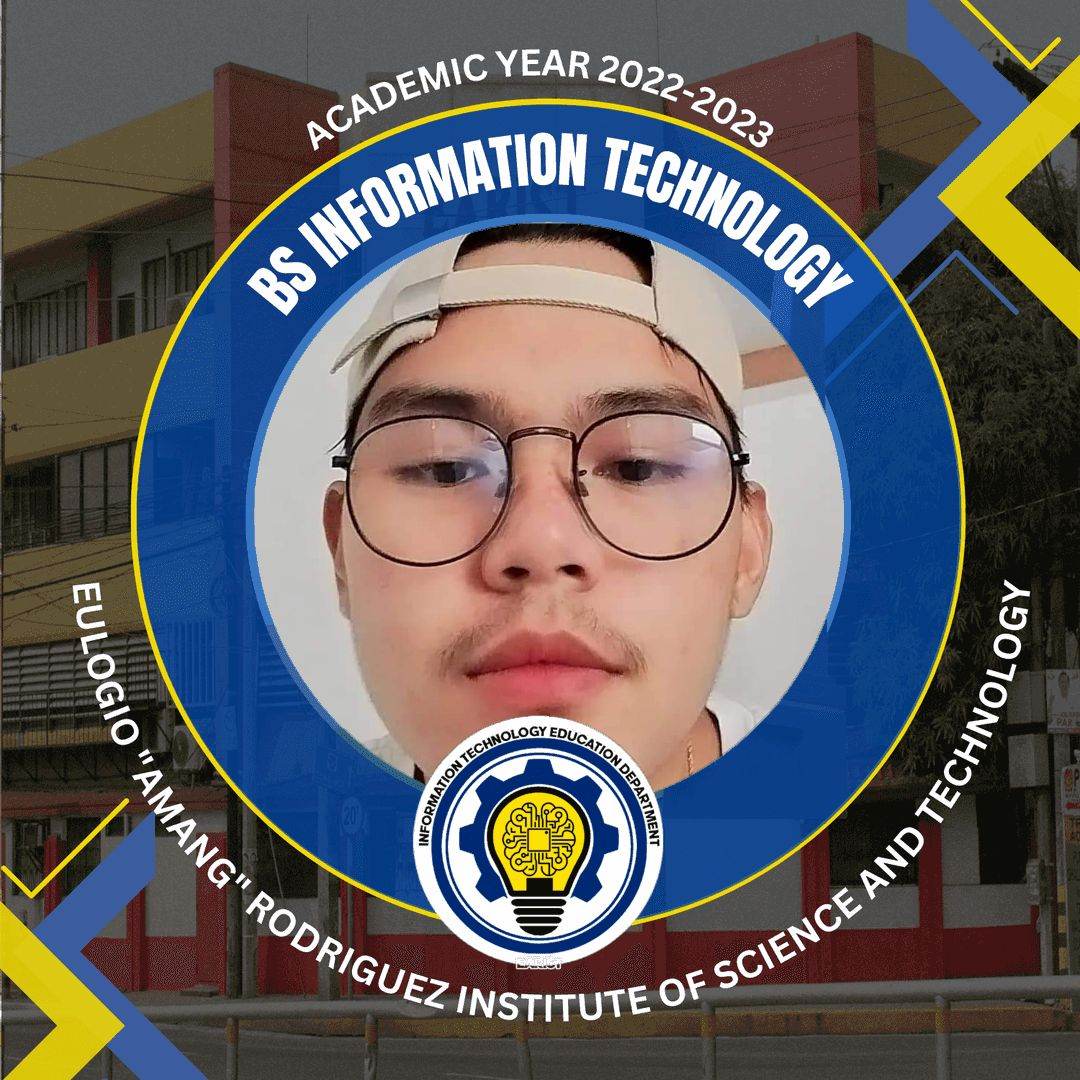 ACADEMIC YEAR 2022-2023
BS INFORMATION TECHNOLOGY
INFORMATION TECHNOLOGY EDUCATION DEPARTMENT
EARIST
EULOGIO "AMANG" RODRIGUEZ INSTITUTE OF SCIENCE AND TECHNOLOGY